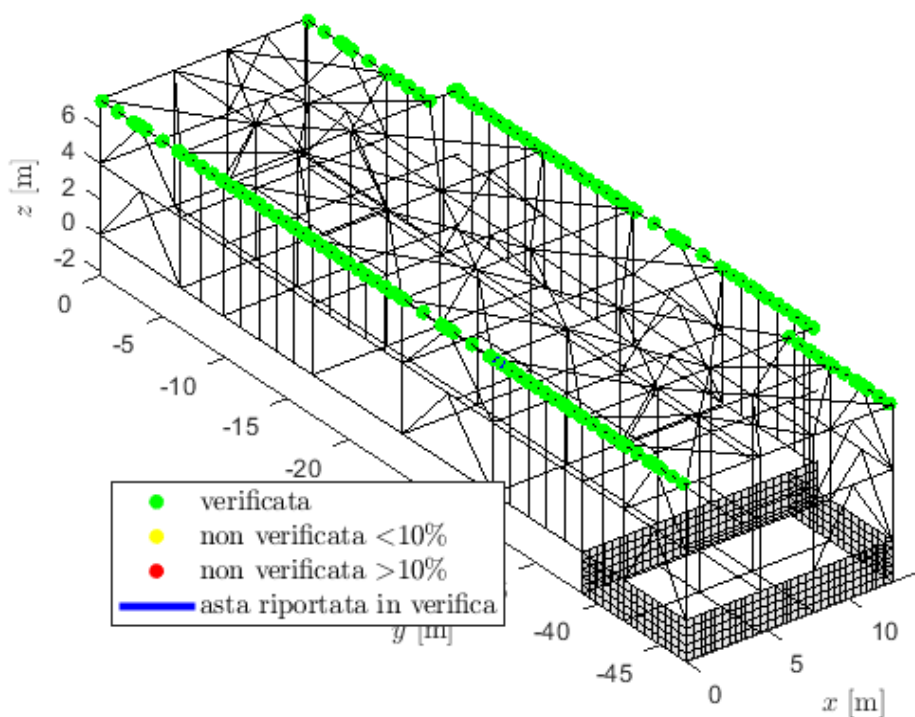 6
4
2
0
-2
z [m]
0
-5
-10
-15
-20
verificata
non verificata <10%
non verificata >10%
asta riportata in verifica
y [m]
-40
-45
0
5
10
x [m]